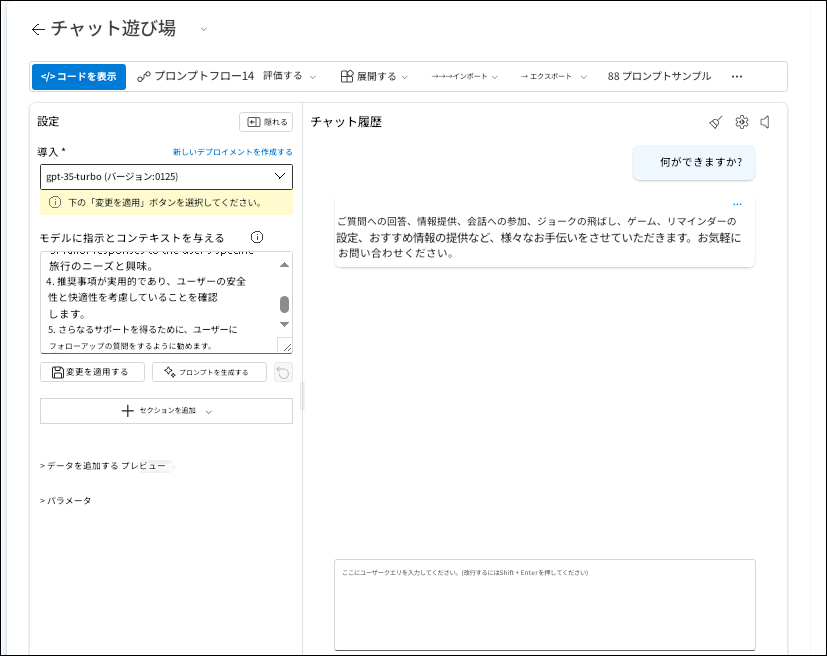 チャット遊び場
</>コードを表示
プロンプトフロー14
評価する
展開する
→→→インポート
→ エクスポート
88 プロンプトサンプル
設定
隠れる
導入 *
新しいデプロイメントを作成する
gpt-35-turbo (バージョン:0125)
下の「変更を適用」ボタンを選択してください。
モデルに指示とコンテキストを与える
旅行のニーズと興味。
4. 推奨事項が実用的であり、ユーザーの安全
性と快適性を考慮していることを確認
します。
5. さらなるサポートを得るために、ユーザーに
フォローアップの質問をするように勧めます。
変更を適用する
プロンプトを生成する
セクションを追加
> データを追加する プレビュー
> パラメータ
チャット履歴
何ができますか?
...
ご質問への回答、情報提供、会話への参加、ジョークの飛ばし、ゲーム、リマインダーの
設定、おすすめ情報の提供など、様々なお手伝いをさせていただきます。お気軽に
お問い合わせください。
ここにユーザークエリを入力してください。(改行するにはShift + Enterを押してください)